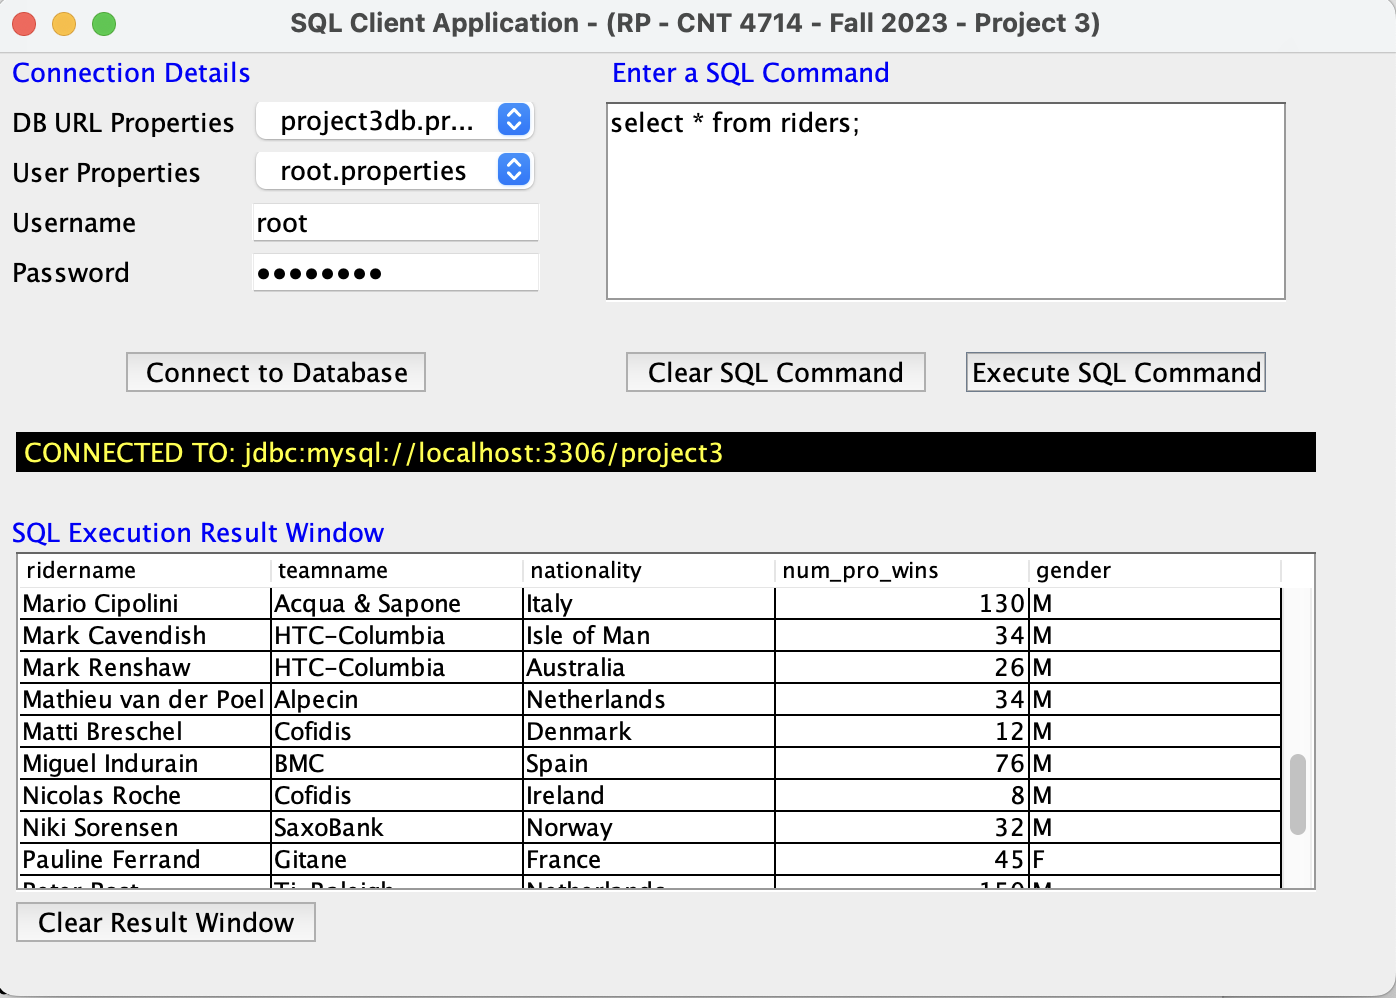 SQL Client Application - (RP - CNT 4714 - Fall 2023 - Project 3)
Connection Details
Enter a SQL Command
DB URL Properties project3db.pr...
User Properties root.properties
Username root
Password ••••••••
select * from riders;
Connect to Database
Clear SQL Command
Execute SQL Command
CONNECTED TO: jdbc:mysql://localhost:3306/project3
SQL Execution Result Window
ridername teamname nationality num_pro_wins gender
Mario Cipolini Acqua & Sapone Italy 130 M
Mark Cavendish HTC-Columbia Isle of Man 34 M
Mark Renshaw HTC-Columbia Australia 26 M
Mathieu van der Poel Alpecin Netherlands 34 M
Matti Breschel Cofidis Denmark 12 M
Miguel Indurain BMC Spain 76 M
Nicolas Roche Cofidis Ireland 8 M
Niki Sorensen SaxoBank Norway 32 M
Pauline Ferrand Gitane France 45 F
Clear Result Window